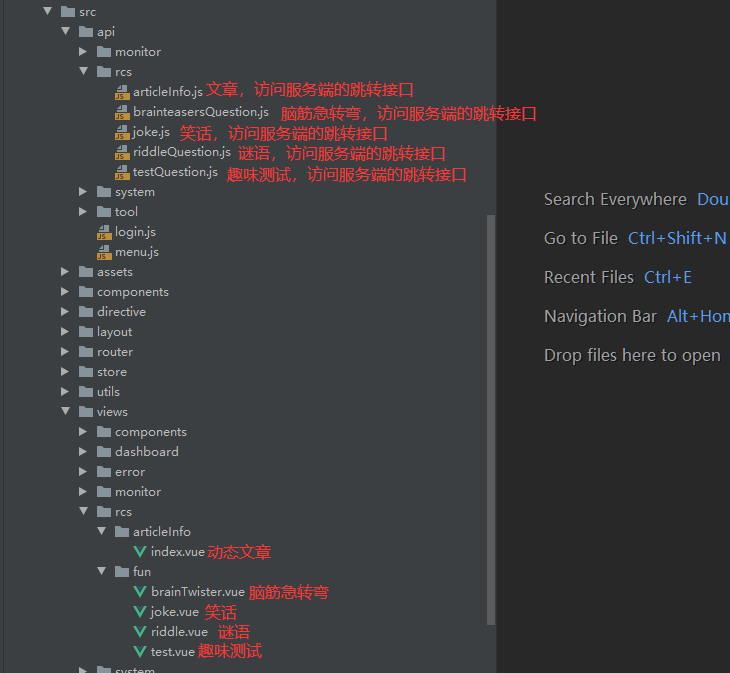 src
api
monitor
rcs
articleInfo.js 文章，访问服务端的跳转接口
brainteasersQuestion.js 脑筋急转弯，访问服务端的跳转接口
joke.js 笑话，访问服务端的跳转接口
riddleQuestion.js 谜语，访问服务端的跳转接口
testQuestion.js 趣味测试，访问服务端的跳转接口
system
tool
login.js
menu.js
assets
components
directive
layout
router
store
utils
views
components
dashboard
error
monitor
rcs
articleInfo
index.vue 动态文章
fun
brainTwister.vue 脑筋急转弯
joke.vue 笑话
riddle.vue 谜语
test.vue 趣味测试
system
Search Everywhere Dou
Go to File Ctrl+Shift+N
Recent Files Ctrl+E
Navigation Bar Alt+Hon
Drop files here to open